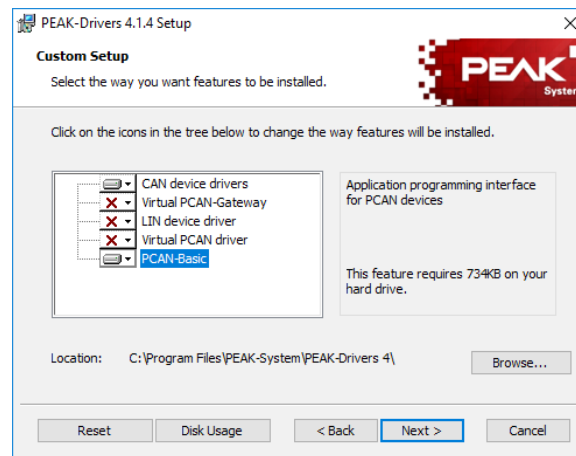 PEAK-Drivers 4.1.4 Setup
Custom Setup
Select the way you want features to be installed.
PEAK
System
Click on the icons in the tree below to change the way features will be installed.
CAN device drivers
Virtual PCAN-Gateway
LIN device driver
Virtual PCAN driver
PCAN-Basic
Application programming interface
for PCAN devices
This feature requires 734KB on your
hard drive.
Location: C:\Program Files\PEAK-System\PEAK-Drivers 4\
Browse...
Reset Disk Usage < Back Next > Cancel